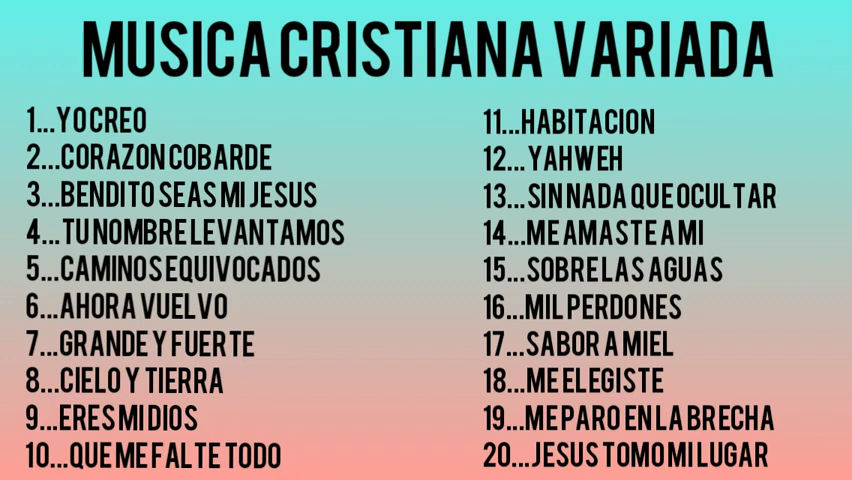 MUSICA CRISTIANA VARIADA
1...YO CREO
2...CORAZON COBARDE
3...BENDITO SEAS MI JESUS
4...TU NOMBRE LEVANTAMOS
5...CAMINOS EQUIVOCADOS
6...AHORA VUELVO
7...GRANDE Y FUERTE
8...CIELO Y TIERRA
9...ERES MI DIOS
10...QUE ME FALTE TODO
11...HABITACION
12...YAHWEH
13...SIN NADA QUE OCULTAR
14...ME AMASTE A MI
15...SOBRE LAS AGUAS
16...MIL PERDONES
17...SABOR A MIEL
18...ME ELEGISTE
19...ME PARO EN LA BRECHA
20...JESUS TOMO MI LUGAR